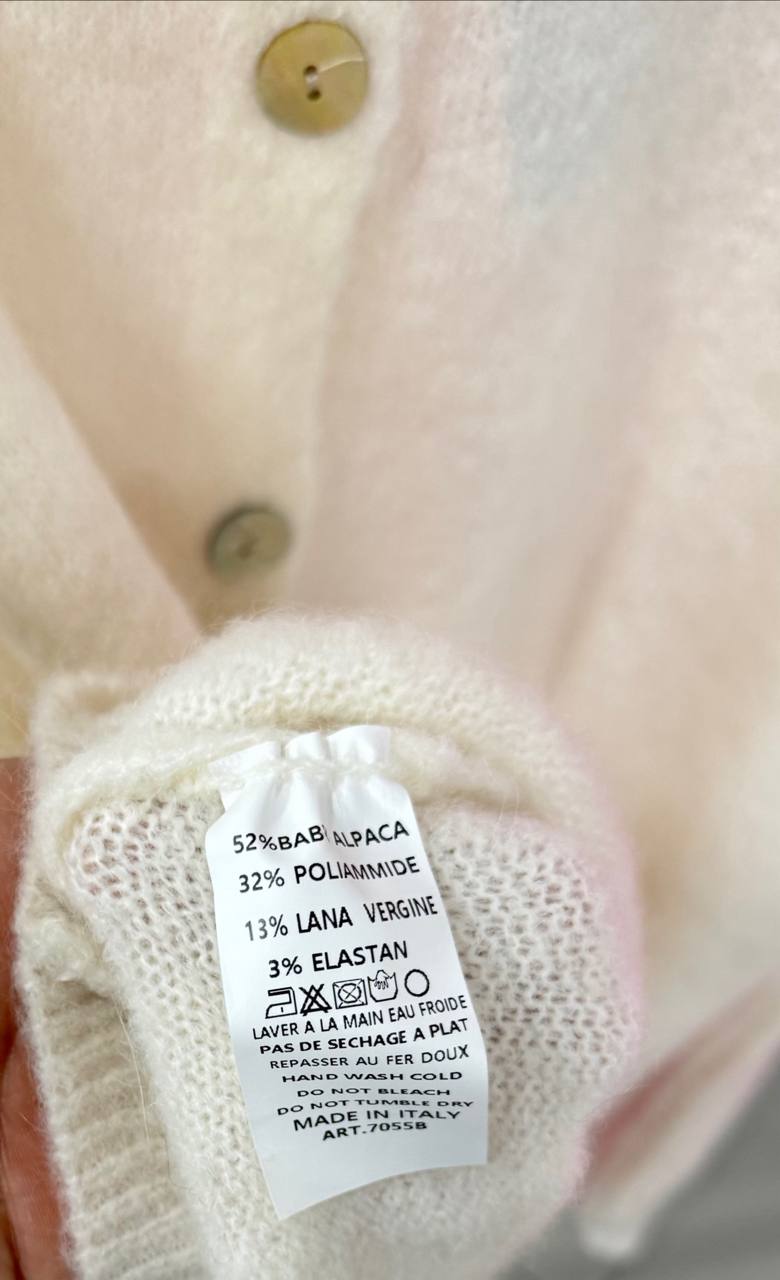 52%BABY ALPACA
32% POLIAMMIDE
13% LANA VERGINE
3% ELASTAN
LAVER A LA MAIN EAU FROIDE
PAS DE SECHAGE A PLAT
REPASSER AU FER DOUX
HAND WASH COLD
DO NOT BLEACH
DO NOT TUMBLE DRY
MADE IN ITALY
ART.7055B